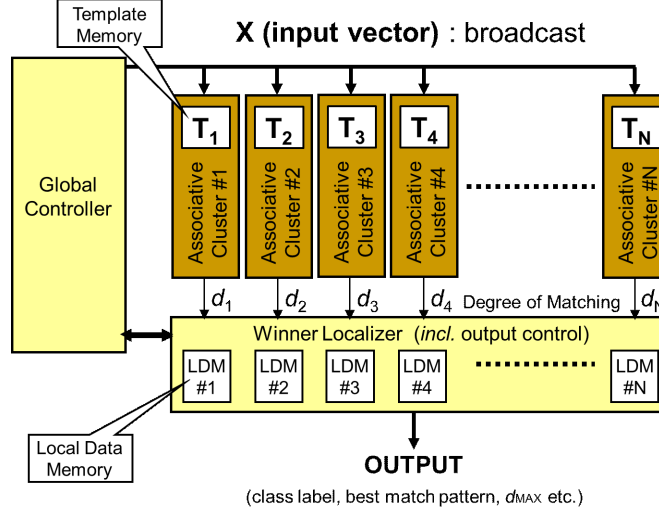 Template
Memory
X (input vector) : broadcast
Global
Controller
T1
T2
T3
T4
TN
Associative
Cluster #1
Associative
Cluster #2
Associative
Cluster #3
Associative
Cluster #4
Associative
Cluster #N
d1
d2
d3
d4
Degree of Matching
dN
Winner Localizer (incl. output control)
LDM
#1
LDM
#2
LDM
#3
LDM
#4
LDM
#N
Local Data
Memory
OUTPUT
(class label, best match pattern, dMAX etc.)